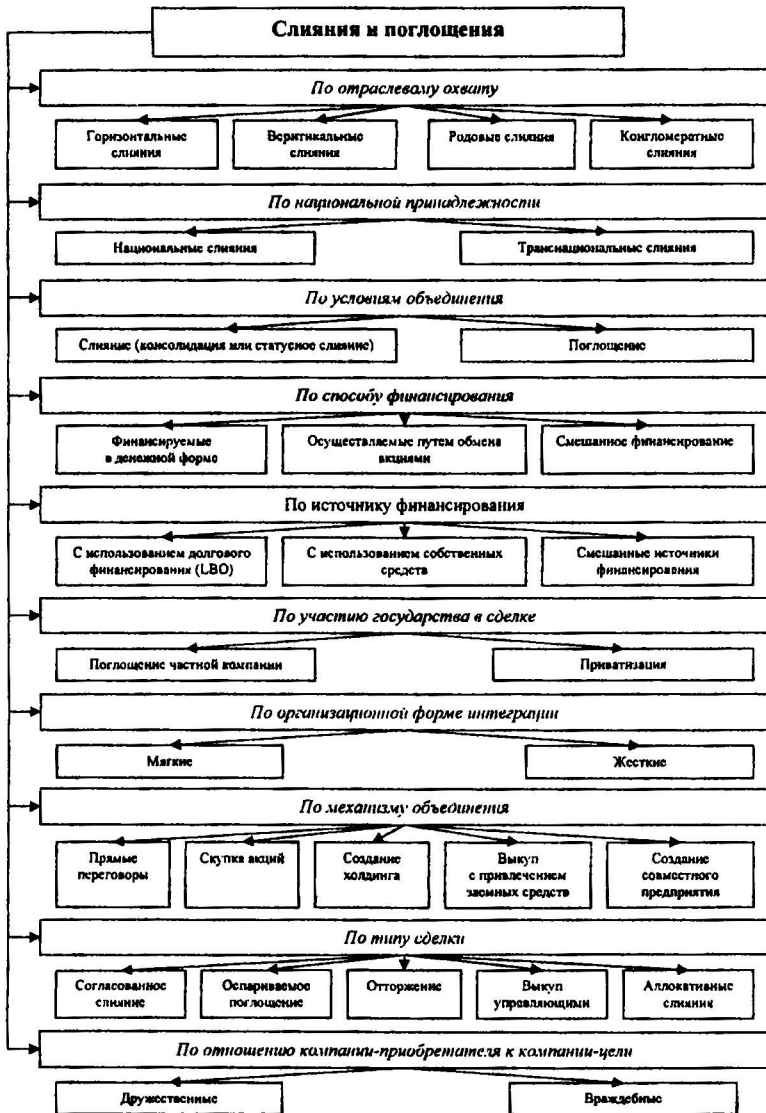 Слияния и поглощения
По отраслевому охвату
Горизонтальные
слияния
Веритикальные
слияния
Родовые слияния
Конгломератные
слияния
По национальной принадлежности
Национальные слияния
Транснациональные слияния
По условиям объединения
Слияние (консолидация или статусное слияние)
Поглощение
По способу финансирования
Финансируемые
в денежной форме
Осуществляемые путем обмена
акциями
Смешанное финансирование
По источнику финансирования
С использованием долгового
финансирования (LBO)
С использованием собственных
средств
Смешанные источники
финансирования
По участию государства в сделке
Поглощение частной компании
Приватизация
По организационной форме интеграции
Мягкие
Жесткие
По механизму объединения
Прямые
переговоры
Скупка акций
Создание
холдинга
Выкуп
с привлечением
заемных средств
Создание
совместного
предприятия
По типу сделки
Согласованное
слияние
Оспариваемое
поглощение
Отторжение
Выкуп
управляющими
Аллокативные
слияния
По отношению компании-приобретателя к компании-цели
Дружественные
Враждебные